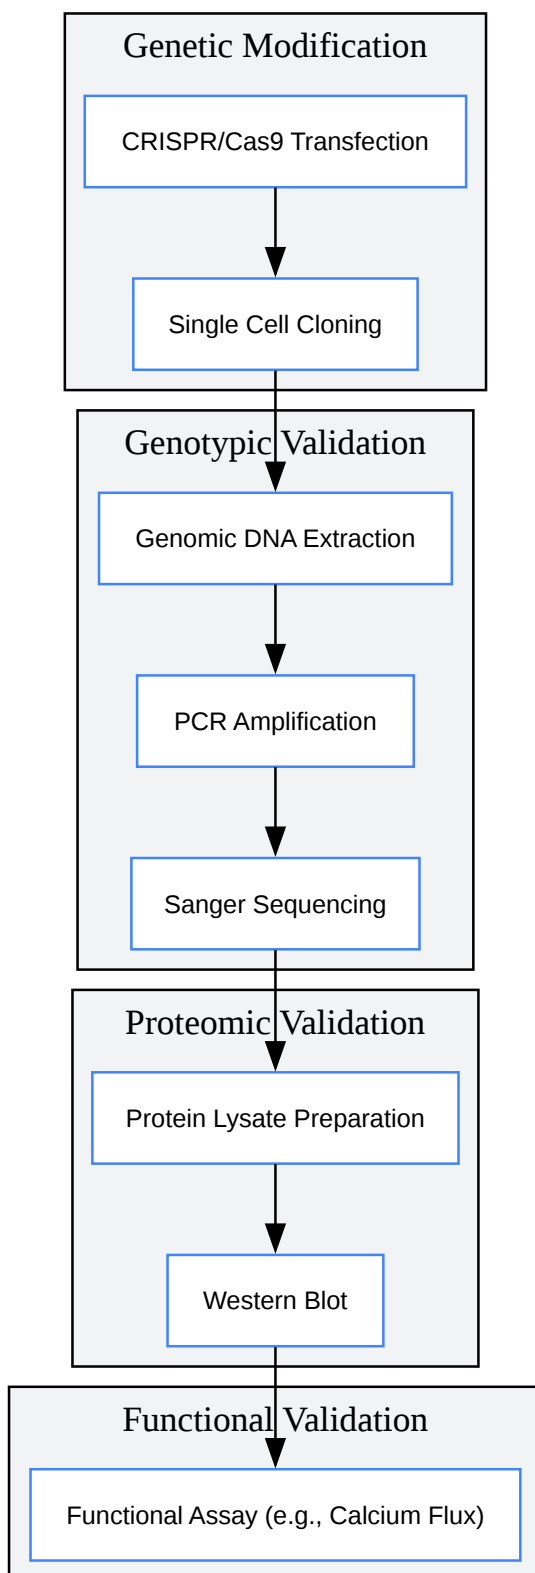 Genetic Modification
CRISPR/Cas9 Transfection
Single Cell Cloning
Genotypic Validation
Genomic DNA Extraction
PCR Amplification
Sanger Sequencing
Proteomic Validation
Protein Lysate Preparation
Western Blot
Functional Validation
Functional Assay (e.g., Calcium Flux)